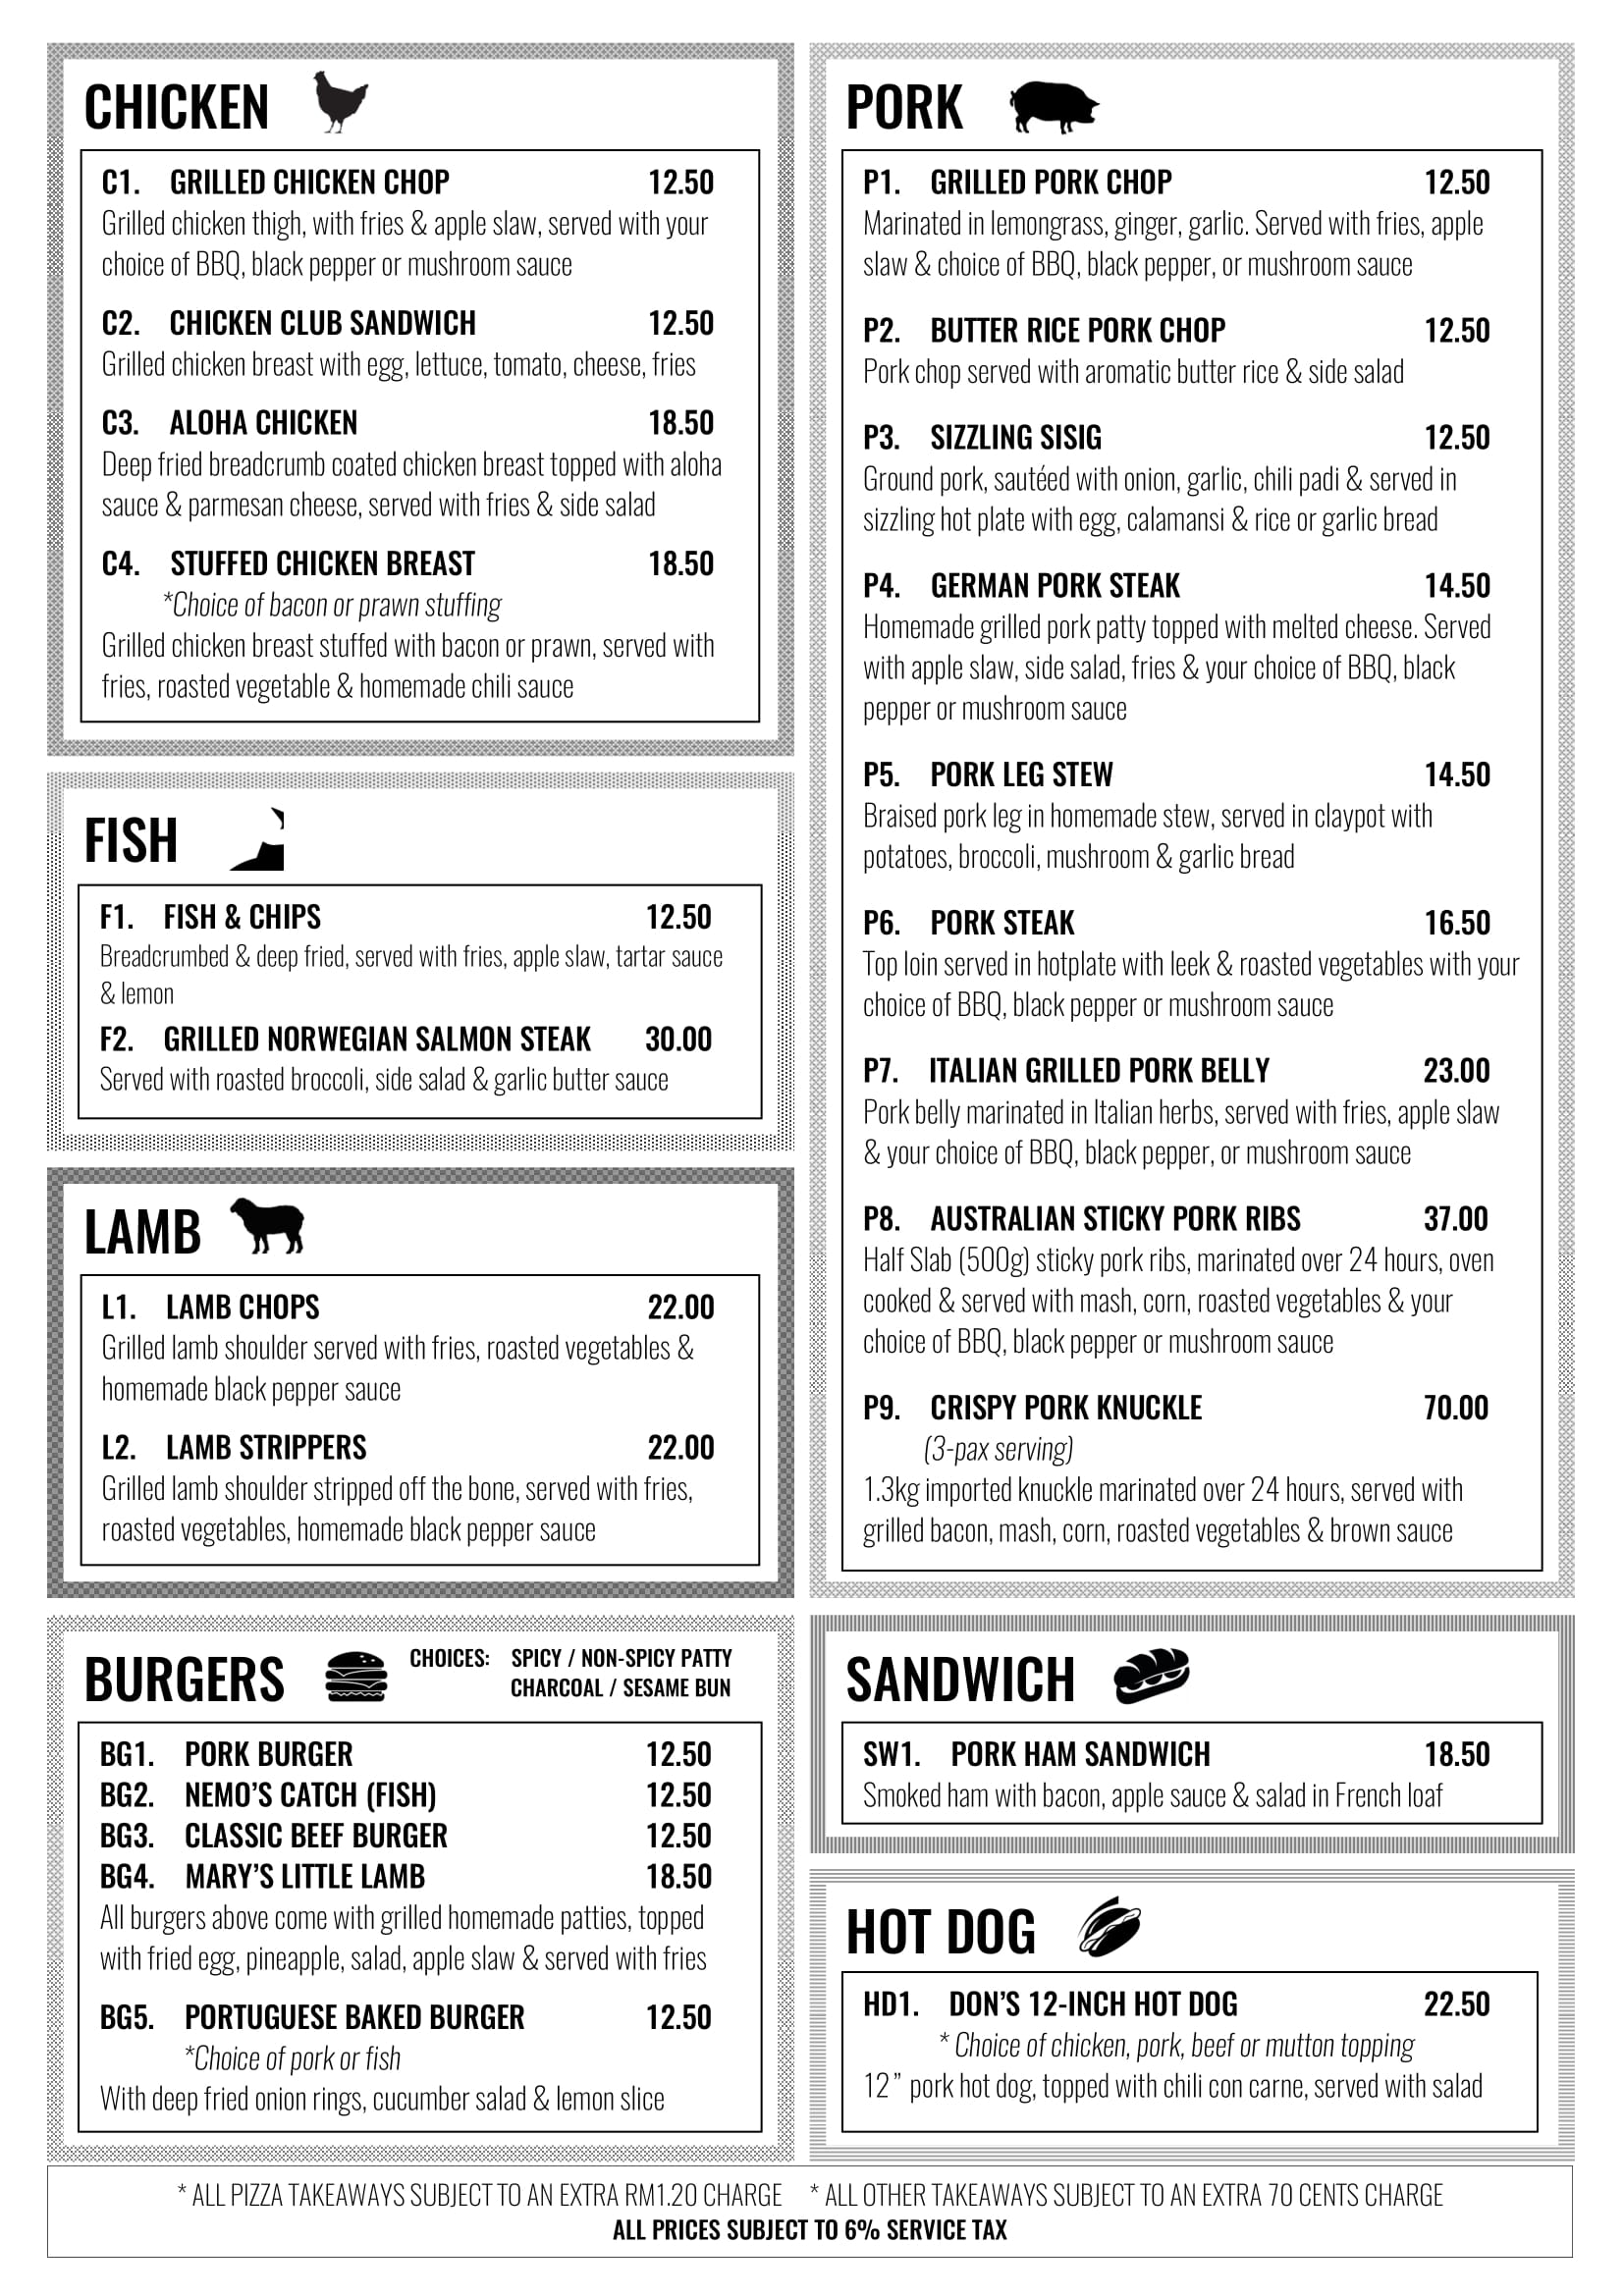 CHICKEN
C1. GRILLED CHICKEN CHOP 12.50
Grilled chicken thigh, with fries & apple slaw, served with your
choice of BBQ, black pepper or mushroom sauce
C2. CHICKEN CLUB SANDWICH 12.50
Grilled chicken breast with egg, lettuce, tomato, cheese, fries
C3. ALOHA CHICKEN 18.50
Deep fried breadcrumb coated chicken breast topped with aloha
sauce & parmesan cheese, served with fries & side salad
C4. STUFFED CHICKEN BREAST 18.50
*Choice of bacon or prawn stuffing
Grilled chicken breast stuffed with bacon or prawn, served with
fries, roasted vegetable & homemade chili sauce
FISH
F1. FISH & CHIPS 12.50
Breadcrumbed & deep fried, served with fries, apple slaw, tartar sauce
& lemon
F2. GRILLED NORWEGIAN SALMON STEAK 30.00
Served with roasted broccoli, side salad & garlic butter sauce
LAMB
L1. LAMB CHOPS 22.00
Grilled lamb shoulder served with fries, roasted vegetables &
homemade black pepper sauce
L2. LAMB STRIPPERS 22.00
Grilled lamb shoulder stripped off the bone, served with fries,
roasted vegetables, homemade black pepper sauce
BURGERS
CHOICES: SPICY / NON-SPICY PATTY
CHARCOAL / SESAME BUN
BG1. PORK BURGER 12.50
BG2. NEMO'S CATCH (FISH) 12.50
BG3. CLASSIC BEEF BURGER 12.50
BG4. MARY'S LITTLE LAMB 18.50
All burgers above come with grilled homemade patties, topped
with fried egg, pineapple, salad, apple slaw & served with fries
BG5. PORTUGUESE BAKED BURGER 12.50
*Choice of pork or fish
With deep fried onion rings, cucumber salad & lemon slice
PORK
P1. GRILLED PORK CHOP 12.50
Marinated in lemongrass, ginger, garlic. Served with fries, apple
slaw & choice of BBQ, black pepper, or mushroom sauce
P2. BUTTER RICE PORK CHOP 12.50
Pork chop served with aromatic butter rice & side salad
P3. SIZZLING SISIG 12.50
Ground pork, sautéed with onion, garlic, chili padi & served in
sizzling hot plate with egg, calamansi & rice or garlic bread
P4. GERMAN PORK STEAK 14.50
Homemade grilled pork patty topped with melted cheese. Served
with apple slaw, side salad, fries & your choice of BBQ, black
pepper or mushroom sauce
P5. PORK LEG STEW 14.50
Braised pork leg in homemade stew, served in claypot with
potatoes, broccoli, mushroom & garlic bread
P6. PORK STEAK 16.50
Top loin served in hotplate with leek & roasted vegetables with your
choice of BBQ, black pepper or mushroom sauce
P7. ITALIAN GRILLED PORK BELLY 23.00
Pork belly marinated in Italian herbs, served with fries, apple slaw
& your choice of BBQ, black pepper, or mushroom sauce
P8. AUSTRALIAN STICKY PORK RIBS 37.00
Half Slab (500g) sticky pork ribs, marinated over 24 hours, oven
cooked & served with mash, corn, roasted vegetables & your
choice of BBQ, black pepper or mushroom sauce
P9. CRISPY PORK KNUCKLE 70.00
(3-pax serving)
1.3kg imported knuckle marinated over 24 hours, served with
grilled bacon, mash, corn, roasted vegetables & brown sauce
SANDWICH
SW1. PORK HAM SANDWICH 18.50
Smoked ham with bacon, apple sauce & salad in French loaf
HOT DOG
HD1. DON'S 12-INCH HOT DOG 22.50
* Choice of chicken, pork, beef or mutton topping
12" pork hot dog, topped with chili con carne, served with salad
* ALL PIZZA TAKEAWAYS SUBJECT TO AN EXTRA RM1.20 CHARGE * ALL OTHER TAKEAWAYS SUBJECT TO AN EXTRA 70 CENTS CHARGE
ALL PRICES SUBJECT TO 6% SERVICE TAX